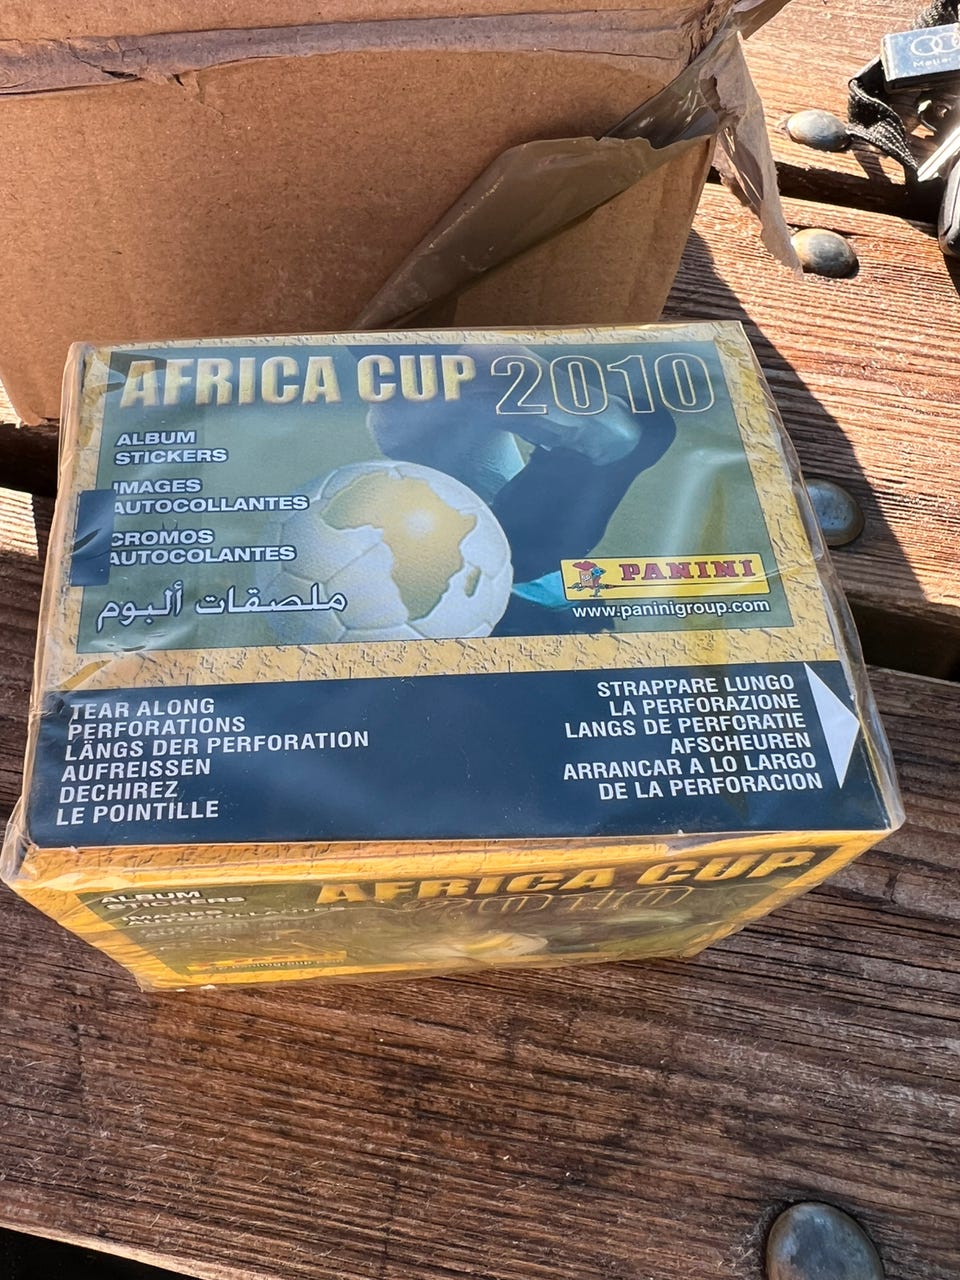 AFRICA CUP 2010
ALBUM
STICKERS
IMAGES
AUTOCOLLANTES
CROMOS
AUTOCOLANTES
ملصقات ألبوم
PANINI
www.paninigroup.com
TEAR ALONG
PERFORATIONS
LÄNGS DER PERFORATION
AUFREISSEN
DECHIREZ
LE POINTILLE
STRAPPARE LUNGO
LA PERFORAZIONE
LANGS DE PERFORATIE
AFSCHEUREN
ARRANCAR A LO LARGO
DE LA PERFORACION
AFRICA CUP
2010
ALBUM
STICKERS
IMAGES